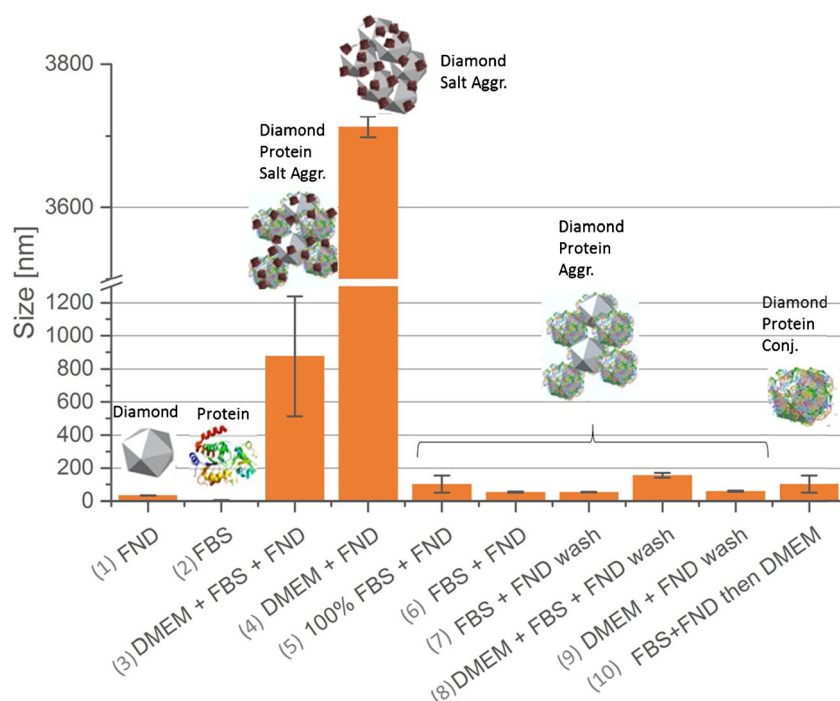 Diamond
Salt Aggr.
Diamond
Protein
Salt Aggr.
Diamond
Protein
Aggr.
Diamond
Protein
Conj.
Diamond
Protein
Size [nm]
3800
3600
1200
1000
800
600
400
200
0
(1) FND
(2) FBS
(3) DMEM + FBS + FND
(4) DMEM + FND
(5) 100% FBS + FND
(6) FBS + FND
(7) FBS + FND wash
(8) DMEM + FBS + FND wash
(9) DMEM + FND wash
(10) FBS+FND then DMEM